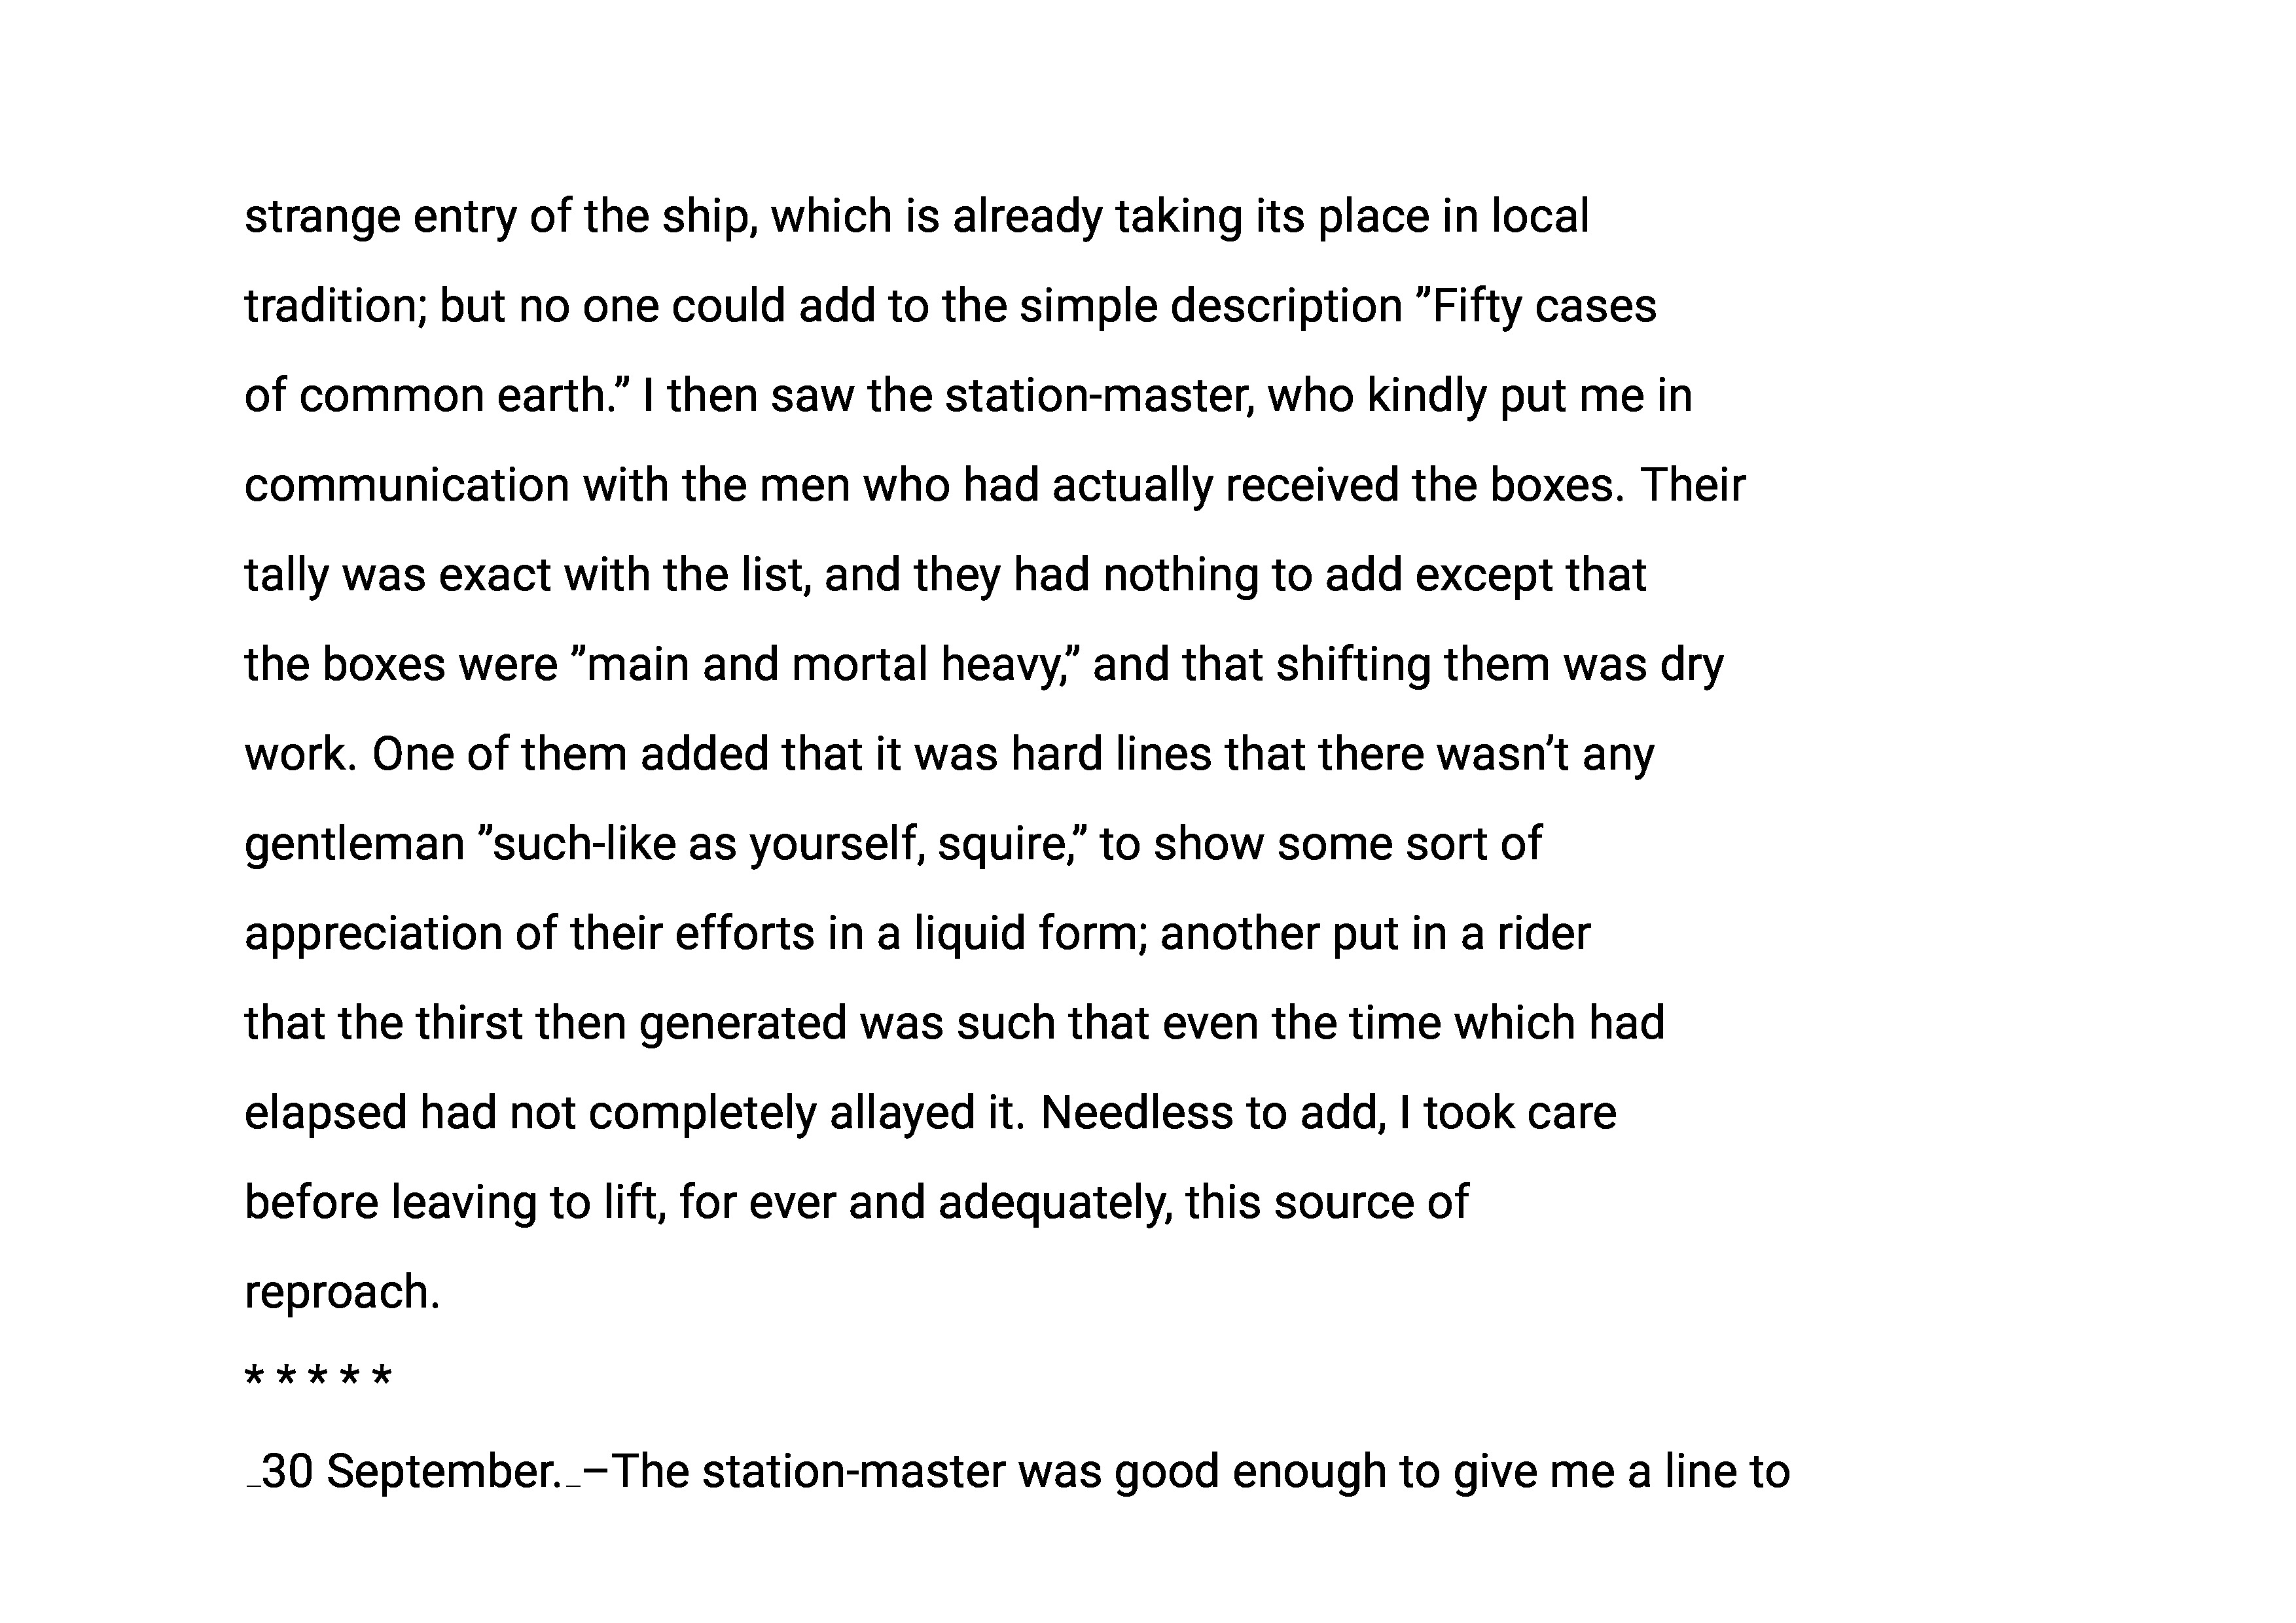 strange entry of the ship, which is already taking its place in local
tradition; but no one could add to the simple description ”Fifty cases
of common earth.” I then saw the station-master, who kindly put me in
communication with the men who had actually received the boxes. Their
tally was exact with the list, and they had nothing to add except that
the boxes were ”main and mortal heavy,” and that shifting them was dry
work. One of them added that it was hard lines that there wasn’t any
gentleman ”such-like as yourself, squire,” to show some sort of
appreciation of their efforts in a liquid form; another put in a rider
that the thirst then generated was such that even the time which had
elapsed had not completely allayed it. Needless to add, I took care
before leaving to lift, for ever and adequately, this source of
reproach.
* * * * *
_30 September._–The station-master was good enough to give me a line to